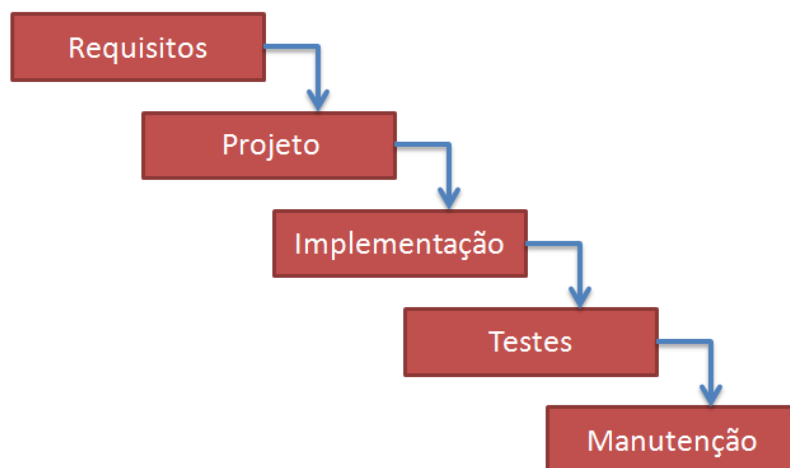 Requisitos
Projeto
Implementação
Testes
Manutenção